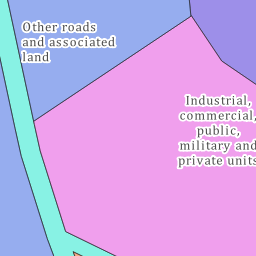 Other roads
and associated
land
Industrial,
commercial,
public,
military and
private units